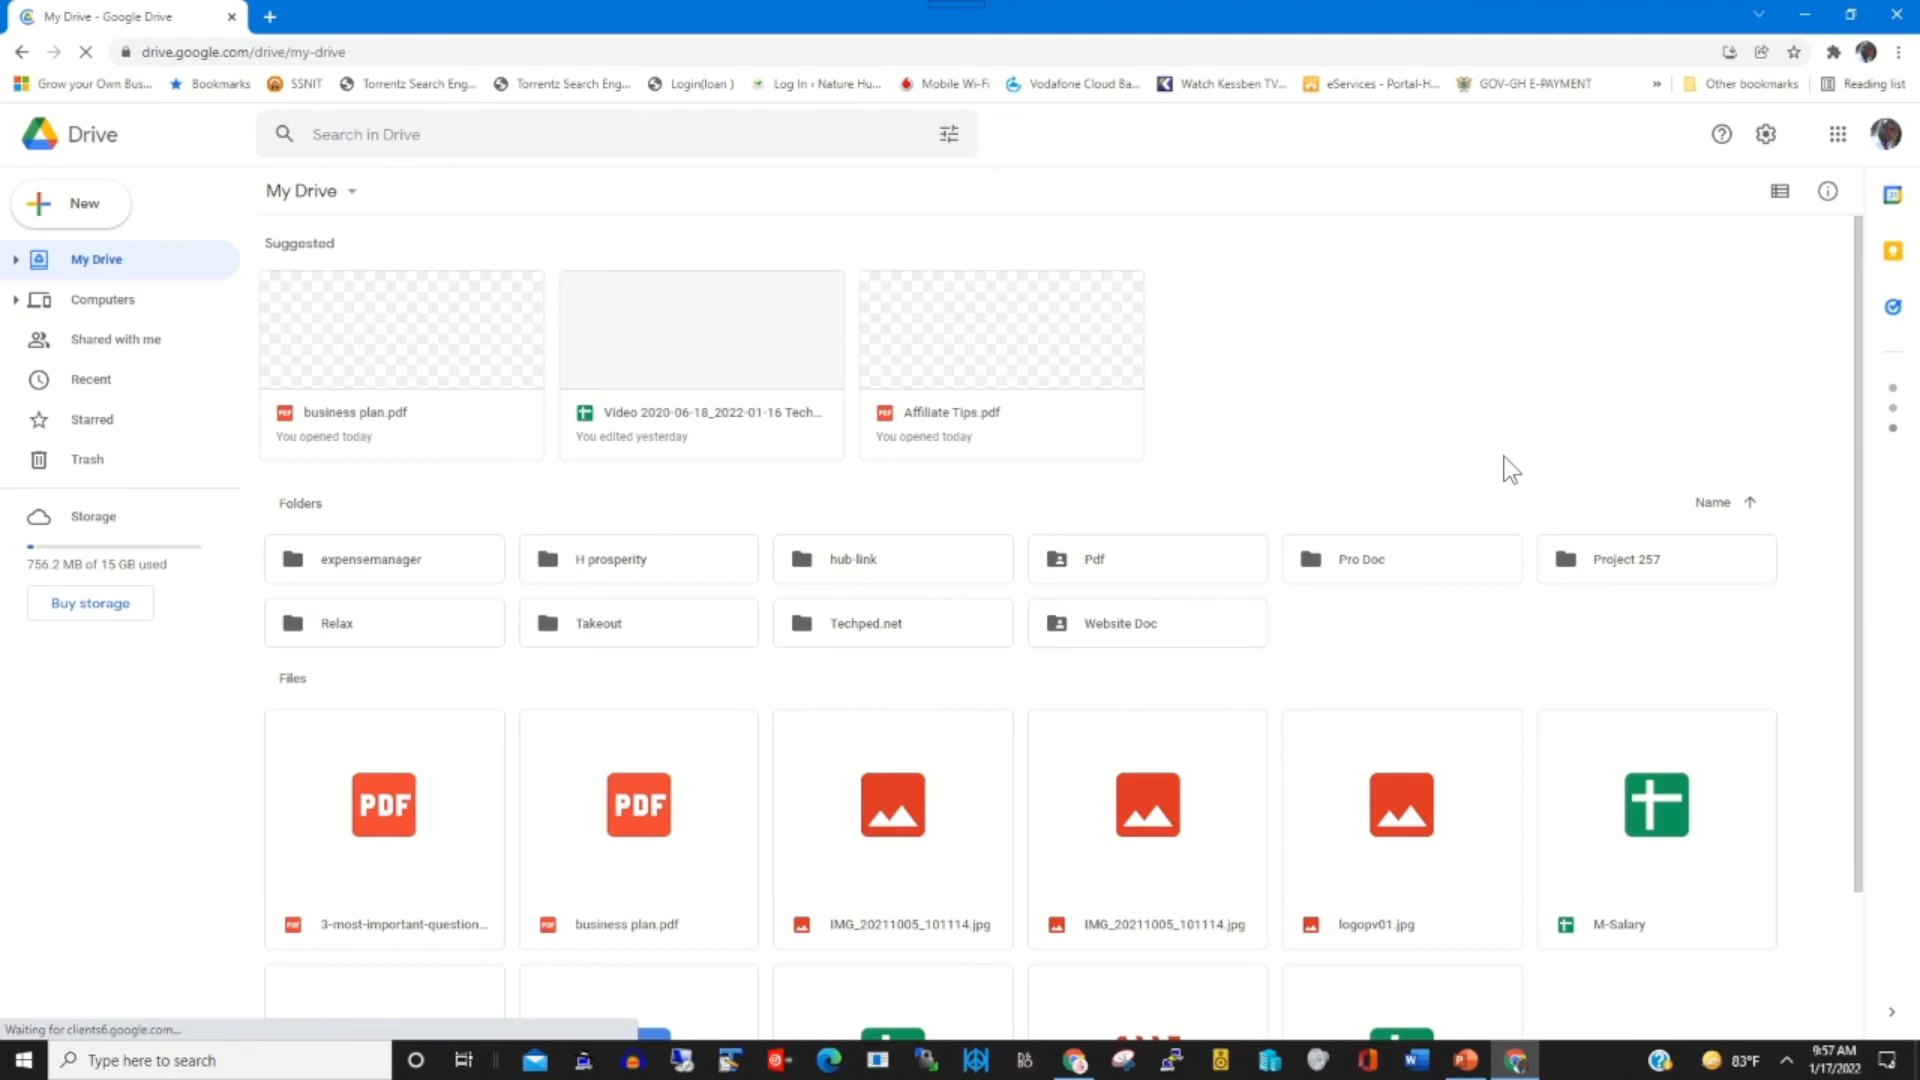 My Drive - Google Drive
drive.google.com/drive/my-drive
Grow your Own Bus... Bookmarks SSNIT Torrentz Search Eng... Torrentz Search Eng... Login(loan ) Log In ‹ Nature Hu... Mobile Wi-Fi Vodafone Cloud Ba... Watch Kessben TV... eServices - Portal-H... GOV-GH E-PAYMENT » Other bookmarks Reading list
Drive
Search in Drive
New
My Drive
Computers
Shared with me
Recent
Starred
Trash
Storage
756.2 MB of 15 GB used
Buy storage
My Drive
Suggested
business plan.pdf
You opened today
Video 2020-06-18_2022-01-16 Tech...
You edited yesterday
Affiliate Tips.pdf
You opened today
Folders
Name
expensemanager
H prosperity
hub-link
Pdf
Pro Doc
Project 257
Relax
Takeout
Techped.net
Website Doc
Files
PDF
PDF
3-most-important-question...
business plan.pdf
IMG_20211005_101114.jpg
IMG_20211005_101114.jpg
logopv01.jpg
M-Salary
Waiting for clients6.google.com...
Type here to search
83°F
9:57 AM
1/17/2022